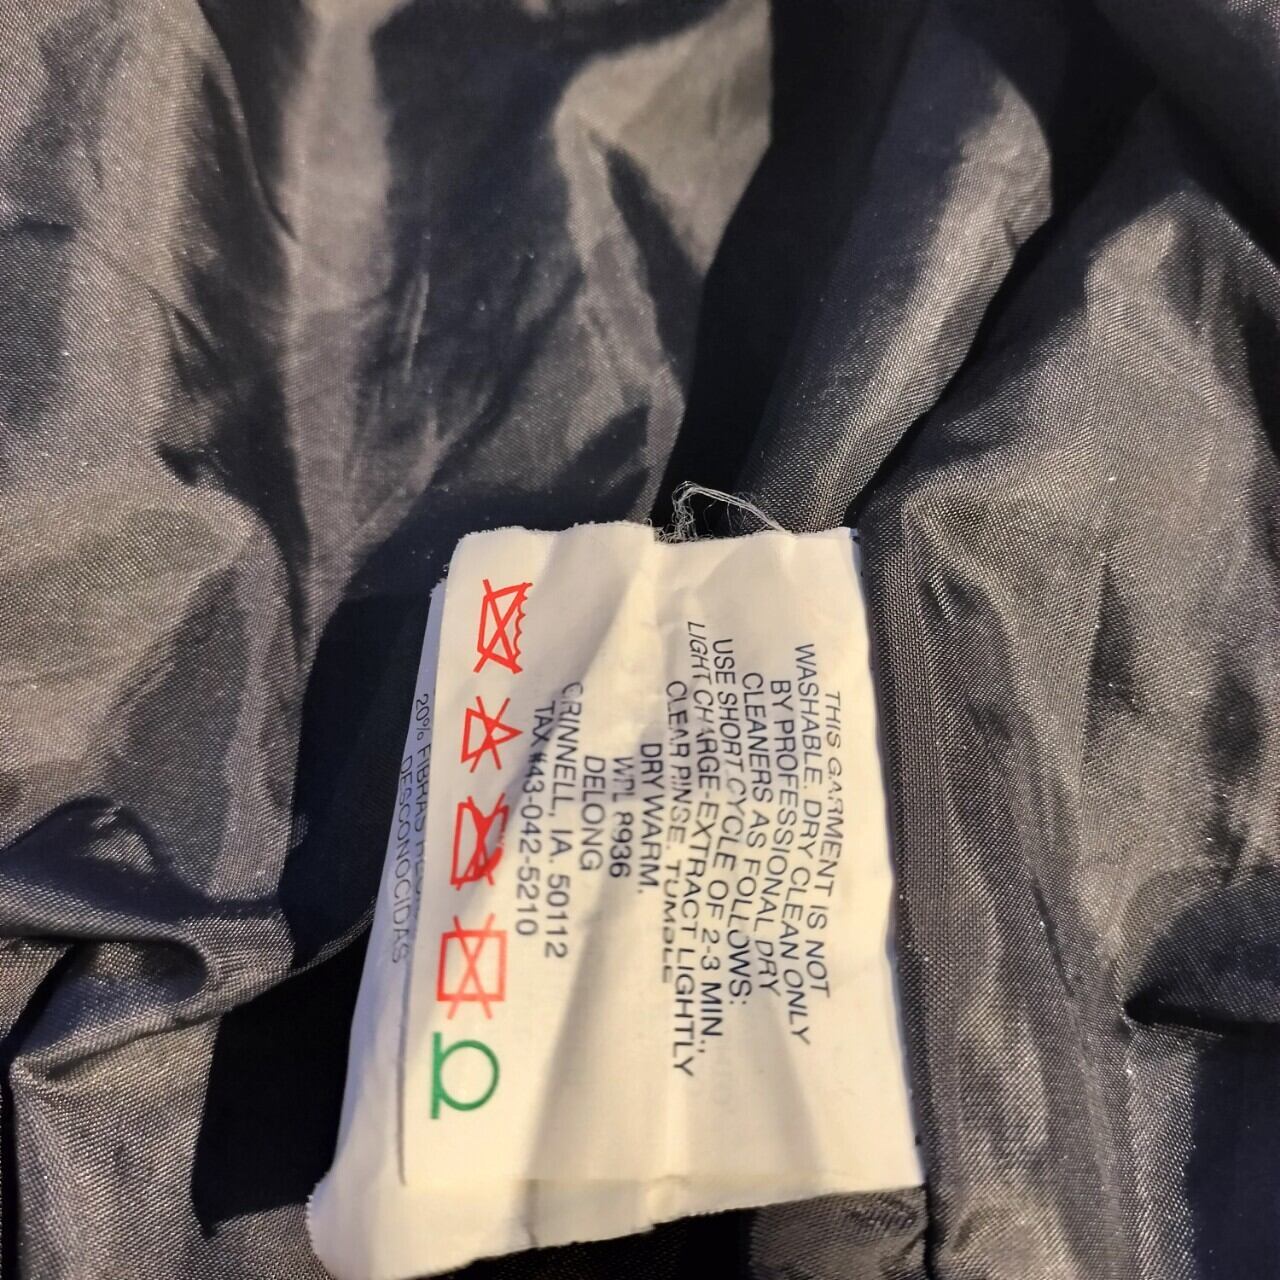 THIS GARMENT IS NOT
WASHABLE. DRY CLEAN ONLY
BY PROFESSIONAL DRY
CLEANERS AS FOLLOWS:
USE SHORT CYCLE OF 2-3 MIN.,
LIGHT CHARGE-EXTRACT LIGHTLY
CLEAR RINSE. TUMBLE
DRY WARM.
WPL 8936
DELONG
GRINNELL, IA. 50112
TAX #43-042-5210
20% FIBRAS
DESCONOCIDAS